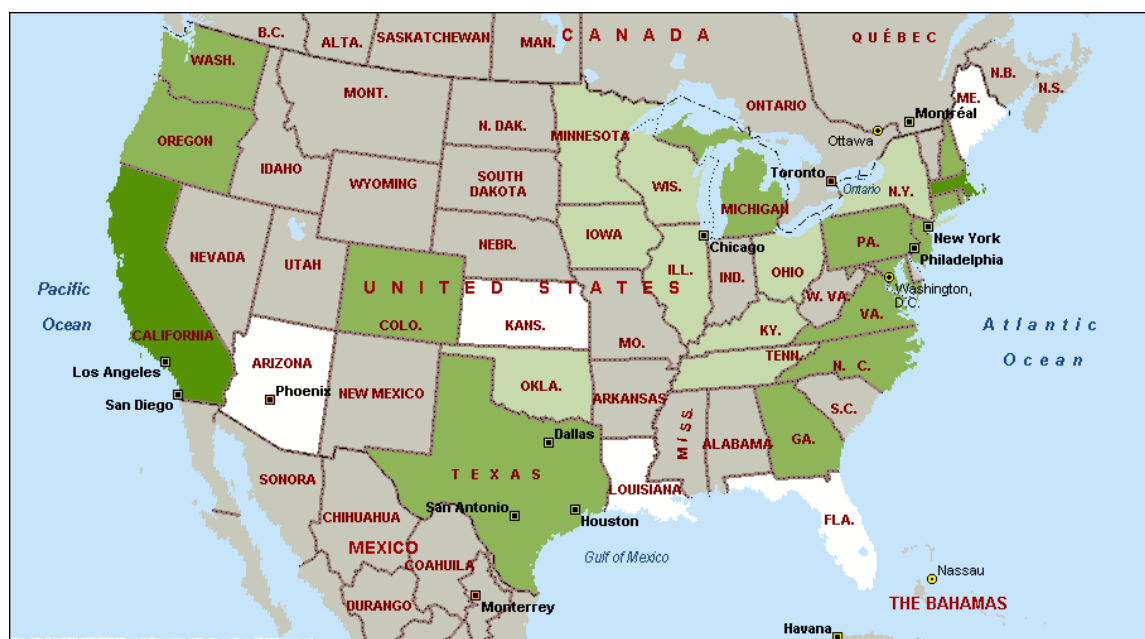 B.C.
ALTA.
SASKATCHEWAN
MAN.
CANADA
QUÉBEC
N.B.
N.S.
WASH.
MONT.
N. DAK.
MINNESOTA
ONTARIO
ME.
Montréal
Ottawa
OREGON
IDAHO
WYOMING
SOUTH
DAKOTA
WIS.
Toronto
Ontario
N.Y.
MICHIGAN
NEVADA
UTAH
NEBR.
IOWA
Chicago
New York
Philadelphia
PA.
ILL.
IND.
OHIO
Washington,
D.C.
Pacific
Ocean
UNITED STATES
W. VA.
VA.
COLO.
KANS.
MO.
KY.
Atlantic
Ocean
CALIFORNIA
ARIZONA
NEW MEXICO
OKLA.
ARKANSAS
TENN.
N. C.
S.C.
Los Angeles
San Diego
Phoenix
Dallas
MISS.
ALABAMA
GA.
TEXAS
LOUISIANA
SONORA
CHIHUAHUA
San Antonio
Houston
FLA.
MEXICO
COAHUILA
Gulf of Mexico
Nassau
DURANGO
Monterrey
THE BAHAMAS
Havana